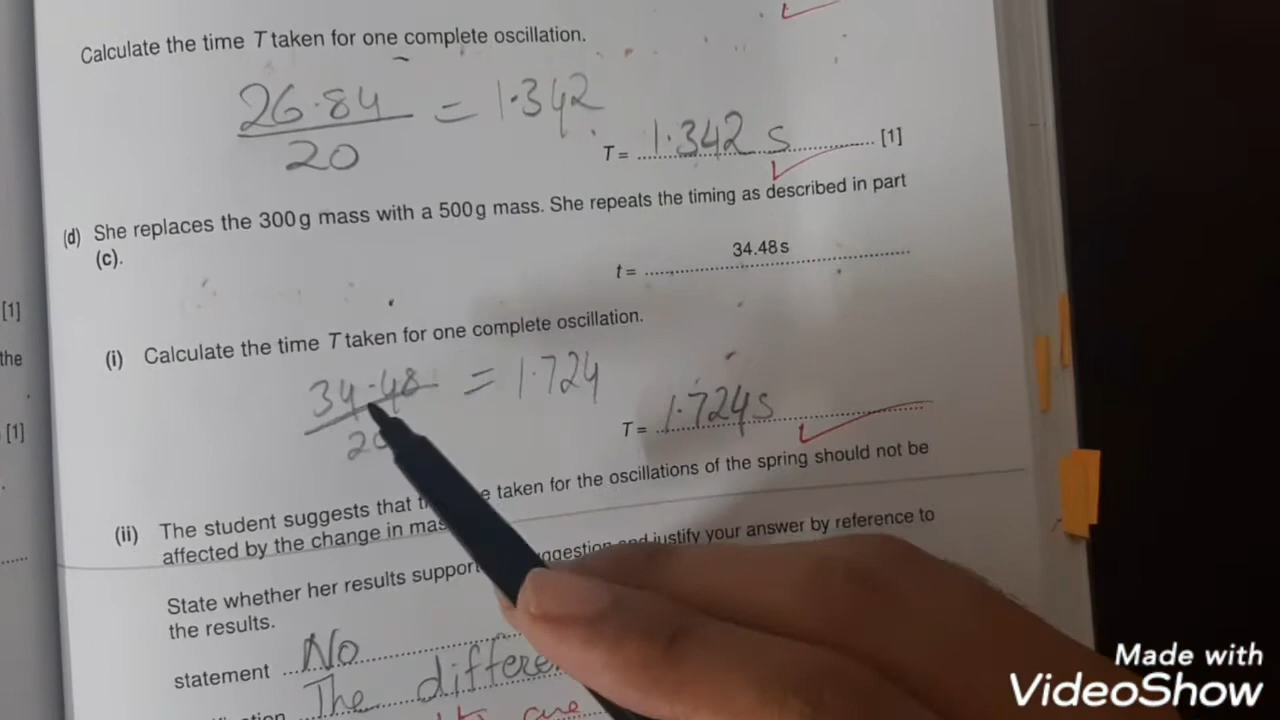 Calculate the time T taken for one complete oscillation.
26.84 = 1.342
20
T = 1.342 s [1]
(d) She replaces the 300 g mass with a 500 g mass. She repeats the timing as described in part
(c).
t = 34.48 s
[1]
(i) Calculate the time T taken for one complete oscillation.
the
34.48 = 1.724
20
T = 1.724 s
[1]
(ii) The student suggests that taken for the oscillations of the spring should not be
affected by the change in
State whether her results and justify your answer by reference to
the results.
statement No
The
are
Made with
VideoShow